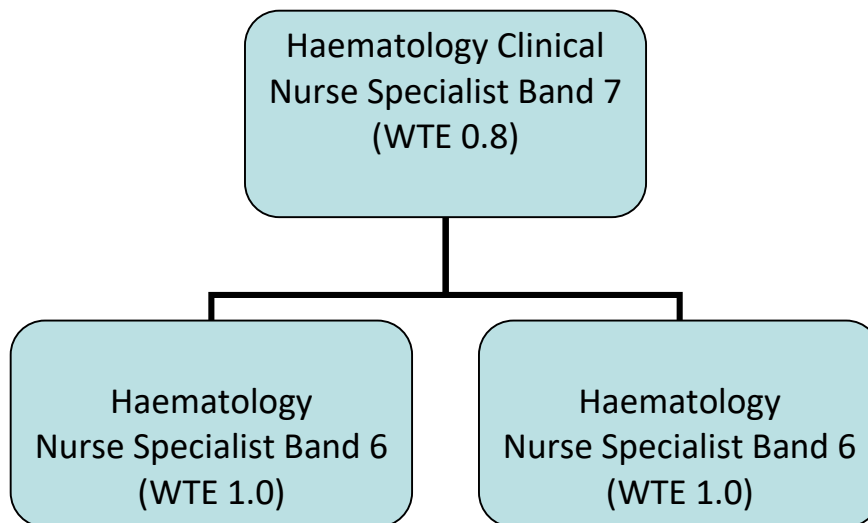 Haematology Clinical
Nurse Specialist Band 7
(WTE 0.8)
Haematology
Nurse Specialist Band 6
(WTE 1.0)
Haematology
Nurse Specialist Band 6
(WTE 1.0)